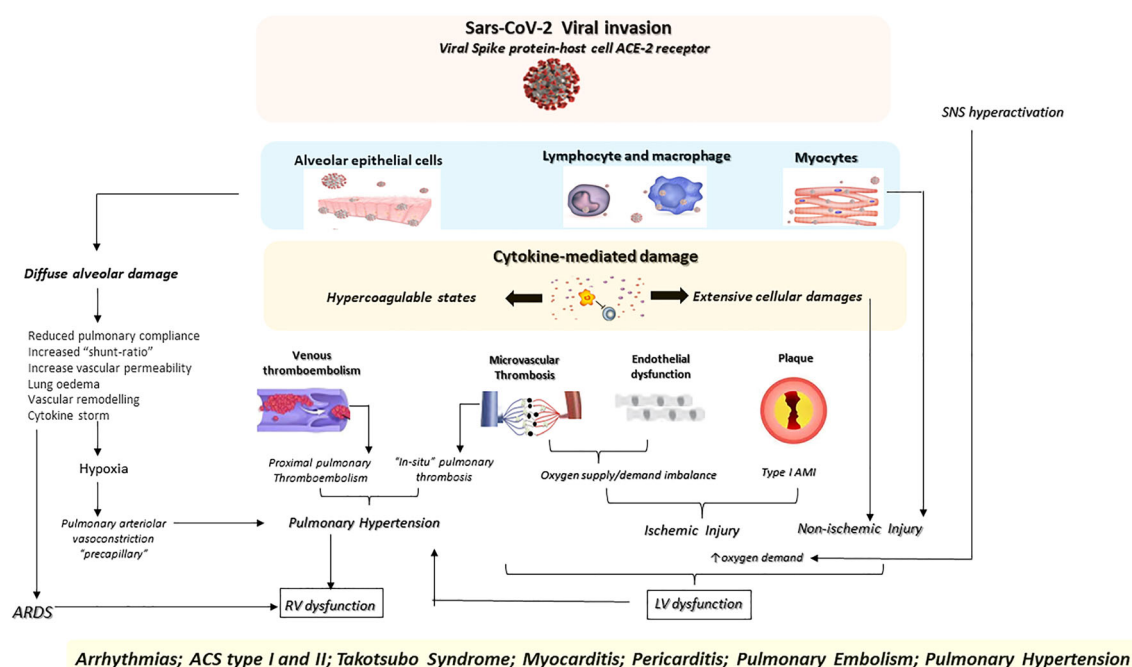 Sars-CoV-2 Viral invasion
Viral Spike protein-host cell ACE-2 receptor
SNS hyperactivation
Alveolar epithelial cells
Lymphocyte and macrophage
Myocytes
Cytokine-mediated damage
Hypercoagulable states
Extensive cellular damages
Diffuse alveolar damage
Reduced pulmonary compliance
Increased “shunt-ratio”
Increase vascular permeability
Lung oedema
Vascular remodelling
Cytokine storm
Venous
thromboembolism
Microvascular
Thrombosis
Endothelial
dysfunction
Plaque
Hypoxia
Proximal pulmonary
Thromboembolism
“In-situ” pulmonary
thrombosis
Oxygen supply/demand imbalance
Type I AMI
Pulmonary arteriolar
vasoconstriction
“precapillary”
Pulmonary Hypertension
Ischemic Injury
Non-ischemic Injury
↑oxygen demand
ARDS
RV dysfunction
LV dysfunction
Arrhythmias; ACS type I and II; Takotsubo Syndrome; Myocarditis; Pericarditis; Pulmonary Embolism; Pulmonary Hypertension